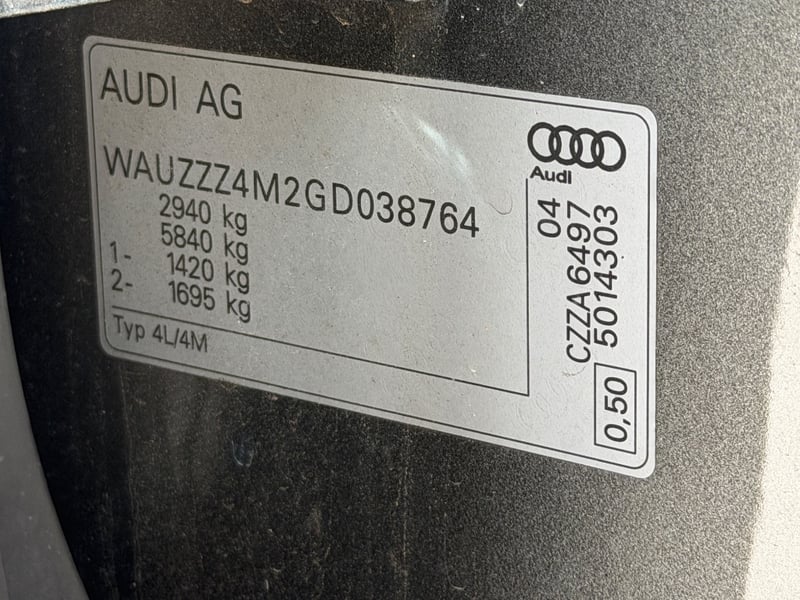 AUDI AG
WAUZZZ4M2GD038764
2940 kg
5840 kg
1- 1420 kg
2- 1695 kg
Typ 4L/4M
Audi
04
CZZA6497
5014303
0,50